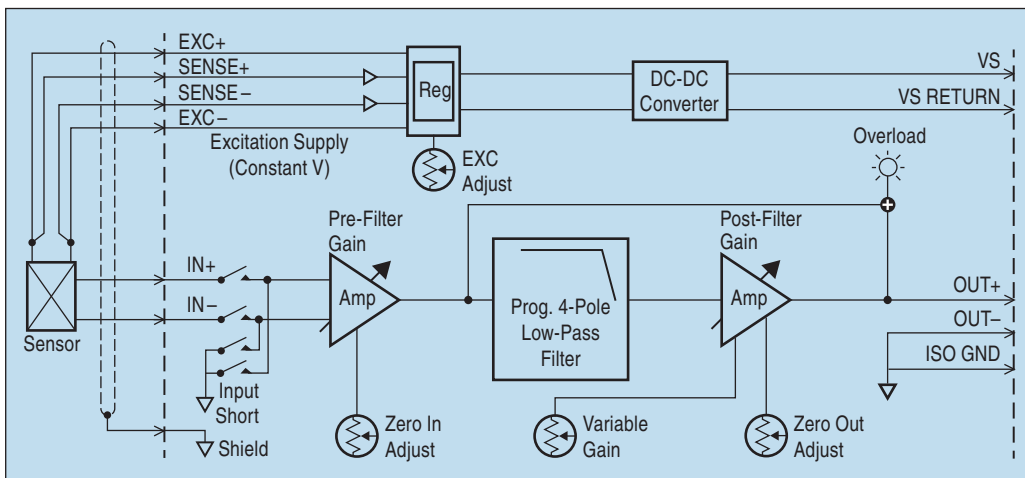 EXC+
SENSE+
SENSE–
EXC–
Excitation Supply
(Constant V)
Reg
EXC
Adjust
DC-DC
Converter
VS
VS RETURN
Overload
Pre-Filter
Gain
Post-Filter
Gain
IN+
IN–
Amp
Prog. 4-Pole
Low-Pass
Filter
Amp
OUT+
OUT–
ISO GND
Sensor
Input
Short
Shield
Zero In
Adjust
Variable
Gain
Zero Out
Adjust